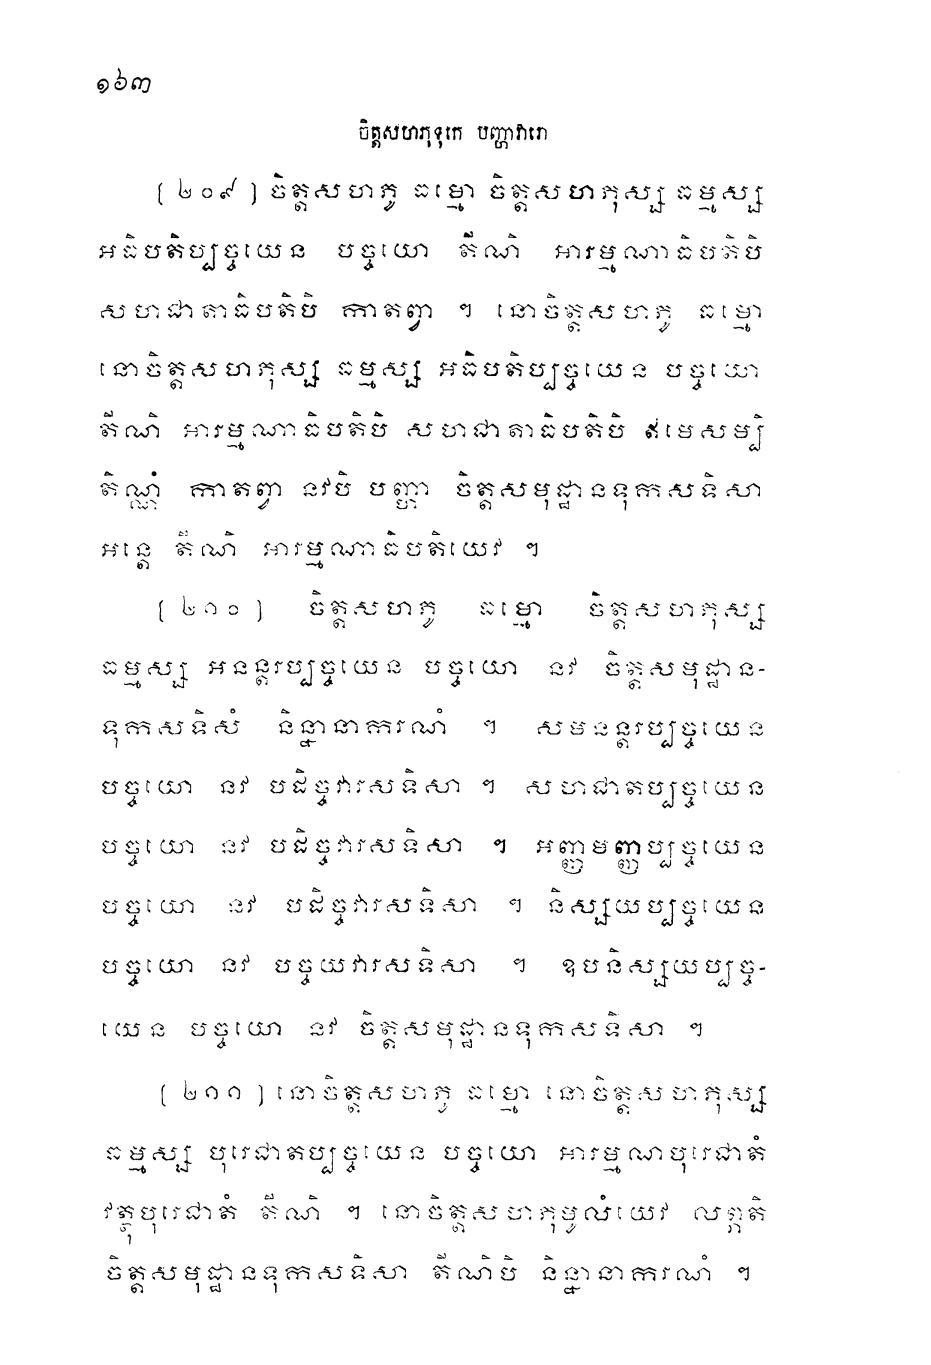 ១៦៣
ចិត្តសហភុទុកេ បញ្ហាវារោ
[ ២០៩ ] ចិត្តសហភូ ធម្មោ ចិត្តសហភុស្ស ធម្មស្ស
អធិបតិប្បច្ចយេន បច្ចយោ តីណិ អារម្មណាធិបតិបិ
សហជាតាធិបតិបិ កាតព្វា ។ នោចិត្តសហភូ ធម្មោ
នោចិត្តសហភុស្ស ធម្មស្ស អធិបតិប្បច្ចយេន បច្ចយោ
តីណិ អារម្មណាធិបតិបិ សហជាតាធិបតិបិ ឥមេសម្បិ
តិណ្ណំ កាតព្វា នវបិ បញ្ហា ចិត្តសមុដ្ឋានទុកសទិសា
អន្តេ តីណិ អារម្មណាធិបតិយេវ ។
[ ២១០ ] ចិត្តសហភូ ធម្មោ ចិត្តសហភុស្ស
ធម្មស្ស អនន្តរប្បច្ចយេន បច្ចយោ នវ ចិត្តសមុដ្ឋាន-
ទុកសទិសំ និន្នានាករណំ ។ សមនន្តរប្បច្ចយេន
បច្ចយោ នវ បដិច្ចវារសទិសា ។ សហជាតប្បច្ចយេន
បច្ចយោ នវ បដិច្ចវារសទិសា ។ អញ្ញមញ្ញប្បច្ចយេន
បច្ចយោ នវ បដិច្ចវារសទិសា ។ និស្សយប្បច្ចយេន
បច្ចយោ នវ បច្ចយវារសទិសា ។ ឧបនិស្សយប្បច្ច-
យេន បច្ចយោ នវ ចិត្តសមុដ្ឋានទុកសទិសា ។
[ ២១១ ] នោចិត្តសហភូ ធម្មោ នោចិត្តសហភុស្ស
ធម្មស្ស បុរេជាតប្បច្ចយេន បច្ចយោ អារម្មណបុរេជាតំ
វត្ថុបុរេជាតំ តីណិ ។ នោចិត្តសហភុមូលំយេវ លព្ភតិ
ចិត្តសមុដ្ឋានទុកសទិសា តីណិបិ និន្នានាករណំ ។